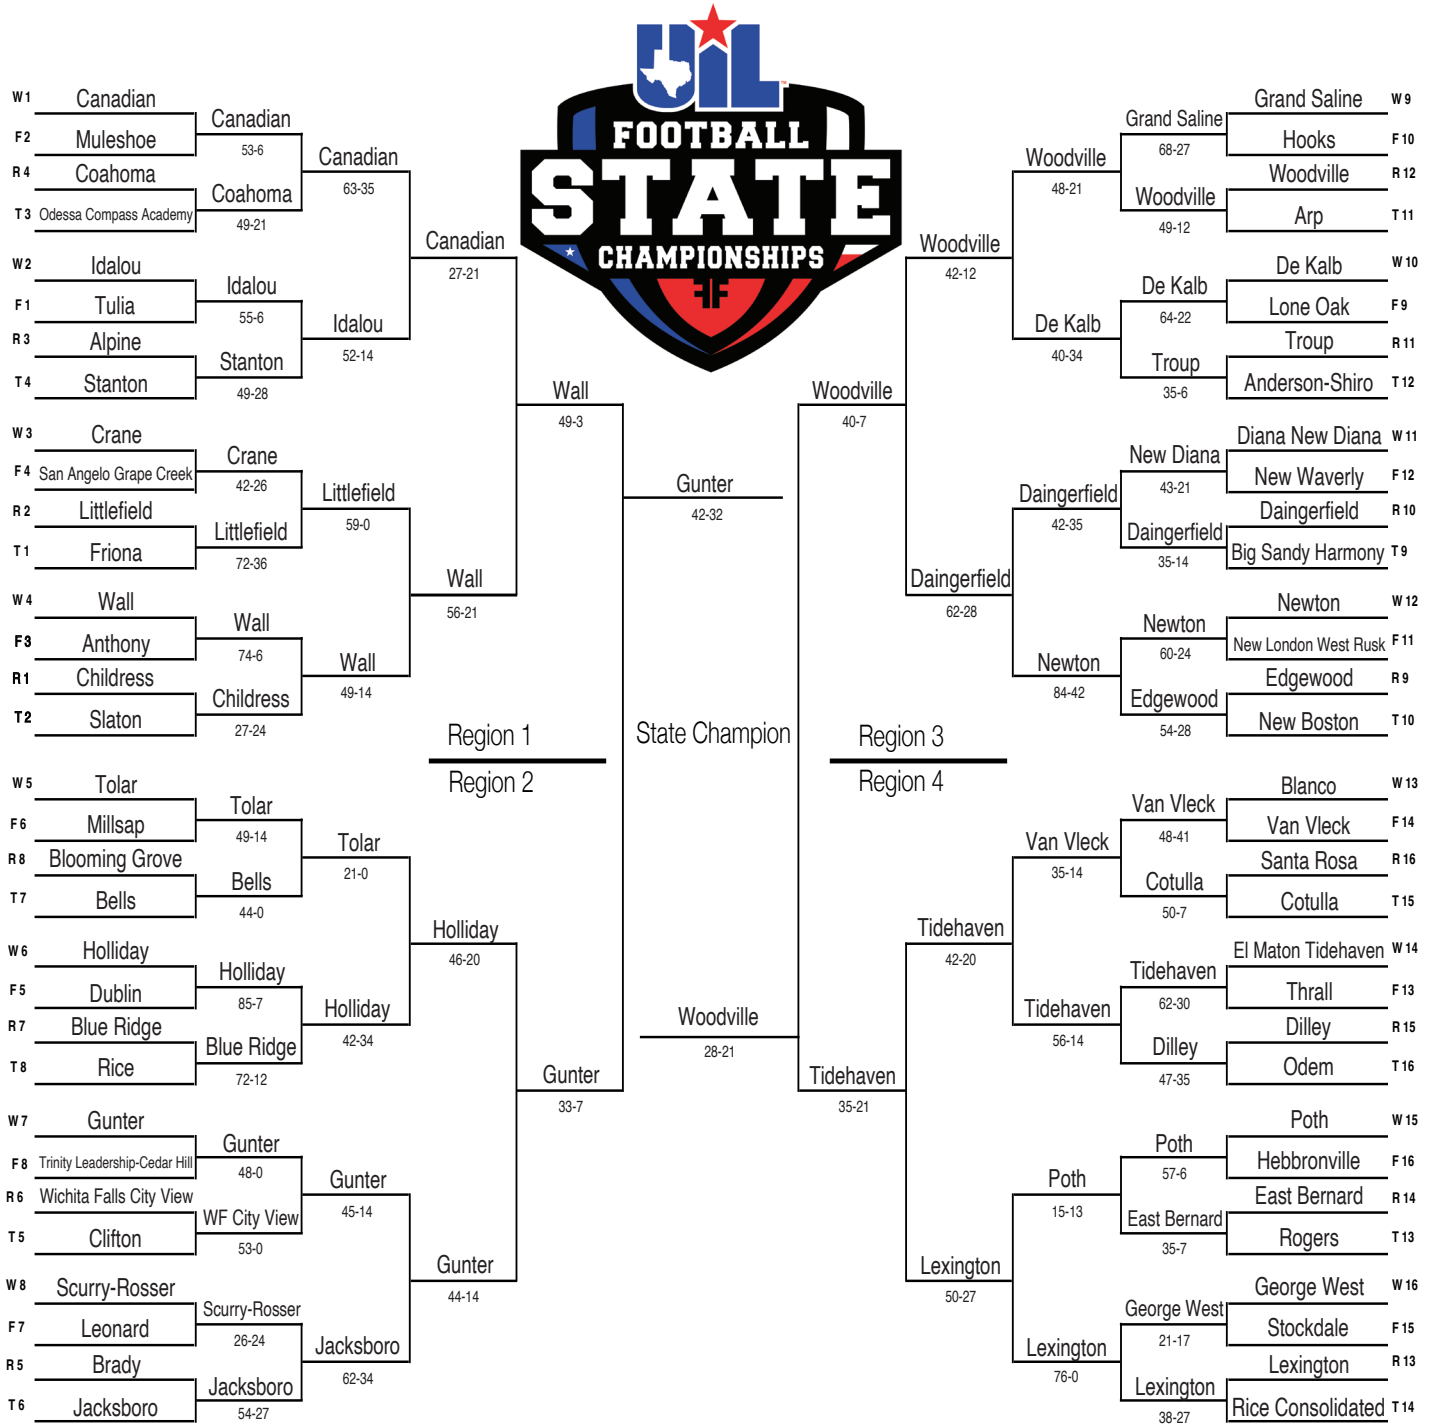 UIL
FOOTBALL
STATE
CHAMPIONSHIPS
W 1 Canadian
F 2 Muleshoe
R 4 Coahoma
T 3 Odessa Compass Academy
W 2 Idalou
F 1 Tulia
R 3 Alpine
T 4 Stanton
W 3 Crane
F 4 San Angelo Grape Creek
R 2 Littlefield
T 1 Friona
W 4 Wall
F 3 Anthony
R 1 Childress
T 2 Slaton
W 5 Tolar
F 6 Millsap
R 8 Blooming Grove
T 7 Bells
W 6 Holliday
F 5 Dublin
R 7 Blue Ridge
T 8 Rice
W 7 Gunter
F 8 Trinity Leadership-Cedar Hill
R 6 Wichita Falls City View
T 5 Clifton
W 8 Scurry-Rosser
F 7 Leonard
R 5 Brady
T 6 Jacksboro
Canadian
53-6
Coahoma
49-21
Idalou
55-6
Stanton
49-28
Crane
42-26
Littlefield
72-36
Wall
74-6
Childress
27-24
Tolar
49-14
Bells
44-0
Holliday
85-7
Blue Ridge
72-12
Gunter
48-0
WF City View
53-0
Scurry-Rosser
26-24
Jacksboro
54-27
Canadian
63-35
Idalou
52-14
Littlefield
59-0
Wall
49-14
Tolar
21-0
Holliday
42-34
Gunter
45-14
Jacksboro
62-34
Canadian
27-21
Wall
56-21
Holliday
46-20
Gunter
44-14
Wall
49-3
Gunter
33-7
Region 1
Region 2
Gunter
42-32
State Champion
Woodville
28-21
Region 3
Region 4
Woodville
40-7
Tidehaven
35-21
Woodville
42-12
Daingerfield
62-28
Tidehaven
42-20
Lexington
50-27
Woodville
48-21
De Kalb
40-34
Daingerfield
42-35
Newton
84-42
Van Vleck
35-14
Tidehaven
56-14
Poth
15-13
Lexington
76-0
Grand Saline
68-27
Woodville
49-12
De Kalb
64-22
Troup
35-6
New Diana
43-21
Daingerfield
35-14
Newton
60-24
Edgewood
54-28
Van Vleck
48-41
Cotulla
50-7
Tidehaven
62-30
Dilley
47-35
Poth
57-6
East Bernard
35-7
George West
21-17
Lexington
38-27
Grand Saline W 9
Hooks F 10
Woodville R 12
Arp T 11
De Kalb W 10
Lone Oak F 9
Troup R 11
Anderson-Shiro T 12
Diana New Diana W 11
New Waverly F 12
Daingerfield R 10
Big Sandy Harmony T 9
Newton W 12
New London West Rusk F 11
Edgewood R 9
New Boston T 10
Blanco W 13
Van Vleck F 14
Santa Rosa R 16
Cotulla T 15
El Maton Tidehaven W 14
Thrall F 13
Dilley R 15
Odem T 16
Poth W 15
Hebbronville F 16
East Bernard R 14
Rogers T 13
George West W 16
Stockdale F 15
Lexington R 13
Rice Consolidated T 14